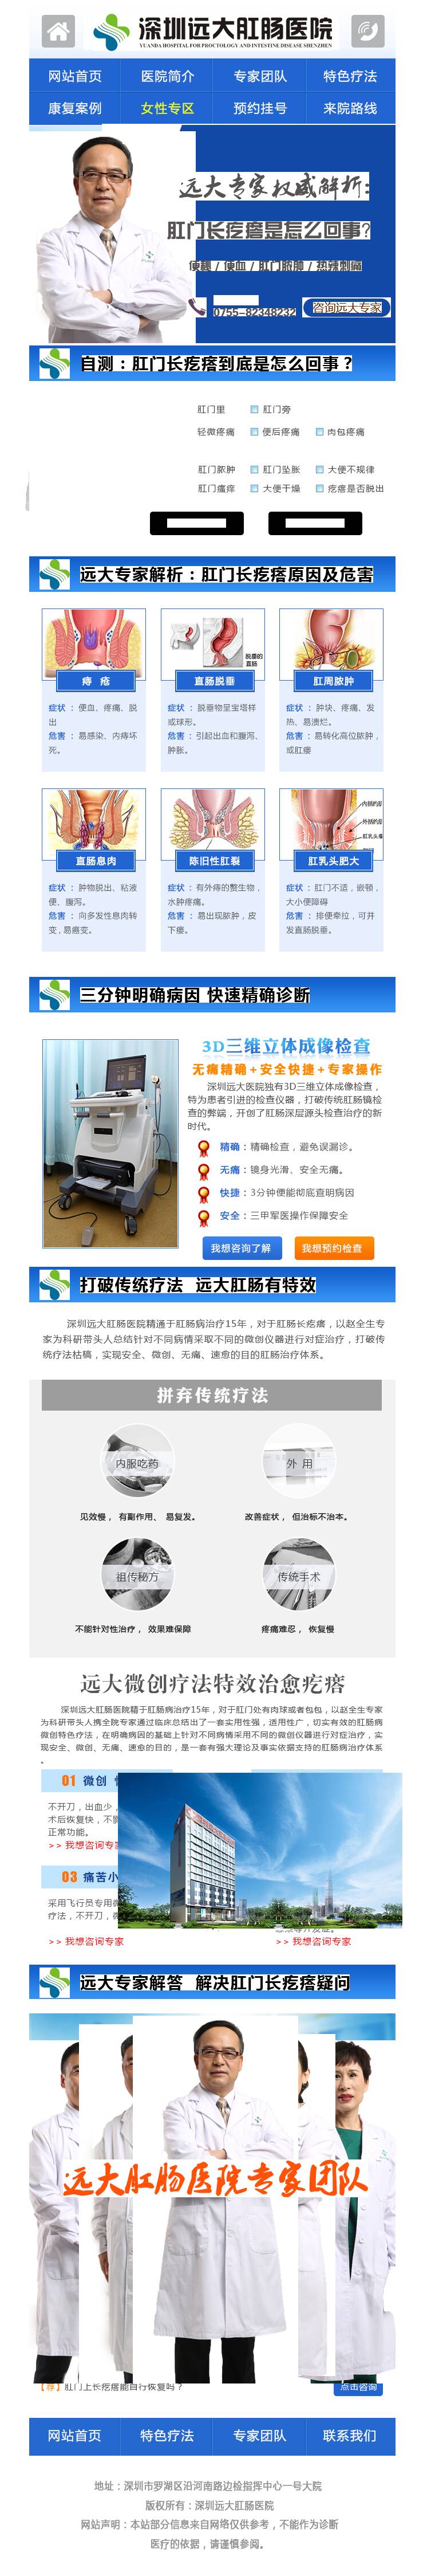 深圳远大肛肠医院
YUANDA HOSPITAL FOR PROCTOLOGY AND INTESTINE DISEASE SHENZHEN
网站首页 医院简介 专家团队 特色疗法
康复案例 女性专区 预约挂号 来院路线
远大专家权威解析:
肛门长疙瘩是怎么回事?
便秘 / 便血 / 肛门脓肿 / 热辣刺痛
0755-82348232 咨询远大专家
自测：肛门长疙瘩到底是怎么回事？
肛门里 肛门旁
轻微疼痛 便后疼痛 肉包疼痛
肛门脓肿 肛门坠胀 大便不规律
肛门瘙痒 大便干燥 疙瘩是否脱出
远大专家解析：肛门长疙瘩原因及危害
脱垂的
直肠
痔 疮 直肠脱垂 肛周脓肿
症状 ： 便血、疼痛、脱
出
危害 ： 易感染、内痔坏
死。
症状 ： 脱垂物呈宝塔样
或球形。
危害 ： 引起出血和腹泻、
肿胀。
症状 ： 肿块、疼痛、发
热、易溃烂。
危害 ：易转化高位脓肿，
或肛瘘
直肠息肉 陈旧性肛裂 肛乳头肥大
症状 ： 肿物脱出、粘液
便、腹泻。
危害 ： 向多发性息肉转
变，易癌变。
症状 ： 有外痔的赘生物，
水肿疼痛。
危害 ： 易出现脓肿，皮
下瘘。
症状 ：肛门不适，嵌顿，
大小便障碍
危害 ： 排便牵拉，可并
发直肠脱垂。
三分钟明确病因 快速精确诊断
3D三维立体成像检查
无痛精确+安全快捷+专家操作
深圳远大医院独有3D三维立体成像检查，
特为患者引进的检查仪器，打破传统肛肠镜检
查的弊端，开创了肛肠深层源头检查治疗的新
时代。
精确：精确检查，避免误漏诊。
无痛：镜身光滑、安全无痛。
快捷：3分钟便能彻底查明病因
安全：三甲军医操作保障安全
我想咨询了解 我想预约检查
打破传统疗法 远大肛肠有特效
深圳远大肛肠医院精通于肛肠病治疗15年，对于肛肠长疙瘩，以赵全生专
家为科研带头人总结针对不同病情采取不同的微创仪器进行对症治疗，打破传
统疗法枯槁，实现安全、微创、无痛、速愈的目的肛肠治疗体系。
拼弃传统疗法
内服吃药 外 用
见效慢， 有副作用、 易复发。 改善症状， 但治标不治本。
祖传秘方 传统手术
不能针对性治疗， 效果难保障 疼痛难忍， 恢复慢
远大微创疗法特效治愈疙瘩
深圳远大肛肠医院精于肛肠病治疗15年，对于肛门处有肉球或者包包，以赵全生专家
为科研带头人携全院专家通过临床总结出了一套实用性强，适用性广，切实有效的肛肠病
微创特色疗法，在明确病因的基础上针对不同病情采用不同的微创仪器进行对症治疗，实
现安全、微创、无痛、速愈的目的，是一套有强大理论及事实依据支持的肛肠病治疗体系
。
01 微创
不开刀，出血少，
术后恢复快，不
正常功能。
>> 我想咨询专家
03 痛苦小
采用飞行员专用
疗法，不开刀，
>> 我想咨询专家 >> 我想咨询专家
远大专家解答 解决肛门长疙瘩疑问
远大肛肠医院专家团队
[荐] 肛门上长疙瘩能自行恢复吗？ 点击咨询
网站首页 特色疗法 专家团队 联系我们
地址：深圳市罗湖区沿河南路边检指挥中心一号大院
版权所有：深圳远大肛肠医院
网站声明：本站部分信息来自网络仅供参考，不能作为诊断
医疗的依据，请谨慎参阅。